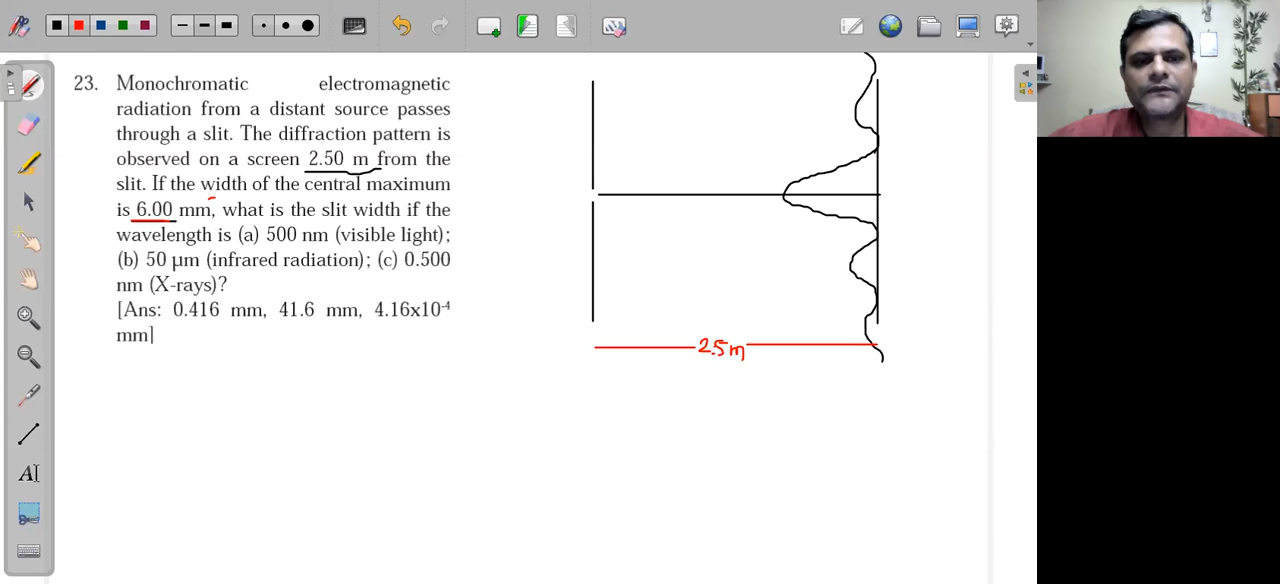 23. Monochromatic electromagnetic
radiation from a distant source passes
through a slit. The diffraction pattern is
observed on a screen 2.50 m from the
slit. If the width of the central maximum
is 6.00 mm, what is the slit width if the
wavelength is (a) 500 nm (visible light);
(b) 50 μm (infrared radiation); (c) 0.500
nm (X-rays)?
[Ans: 0.416 mm, 41.6 mm, 4.16x10⁻⁴
mm]
2.5 m
A